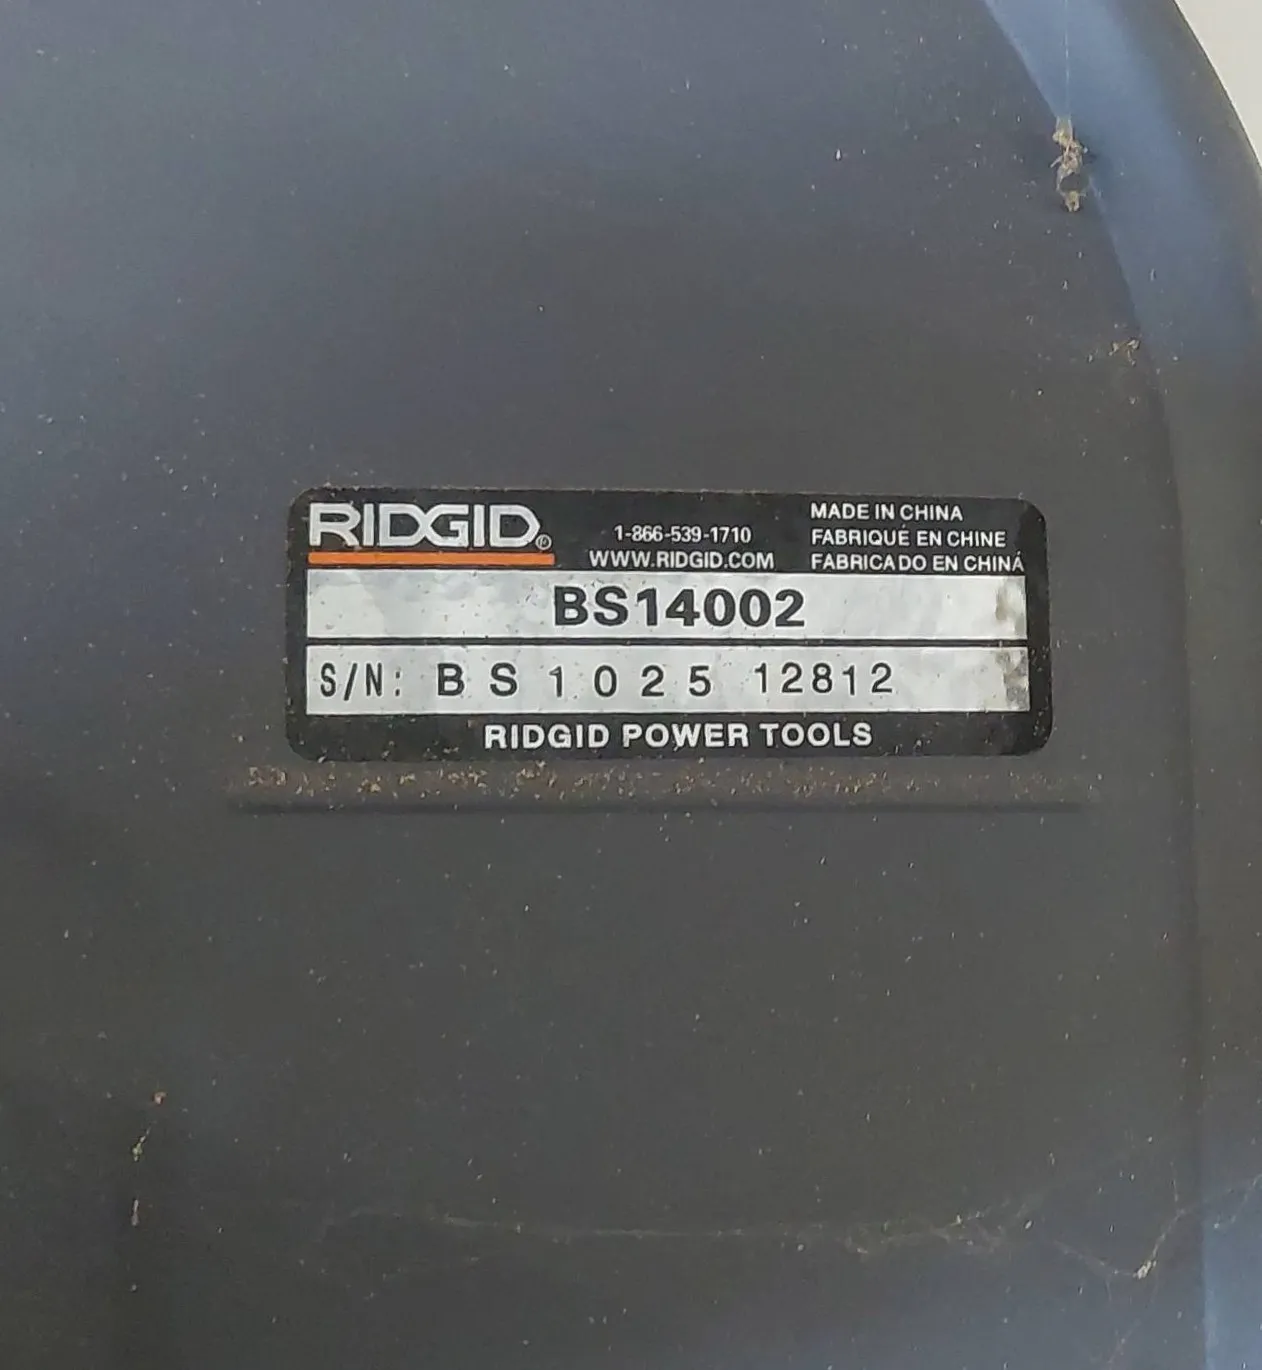 RIDGID®
1-866-539-1710
WWW.RIDGID.COM
MADE IN CHINA
FABRIQUÉ EN CHINE
FABRICADO EN CHINÁ
BS14002
S/N: BS1025 12812
RIDGID POWER TOOLS